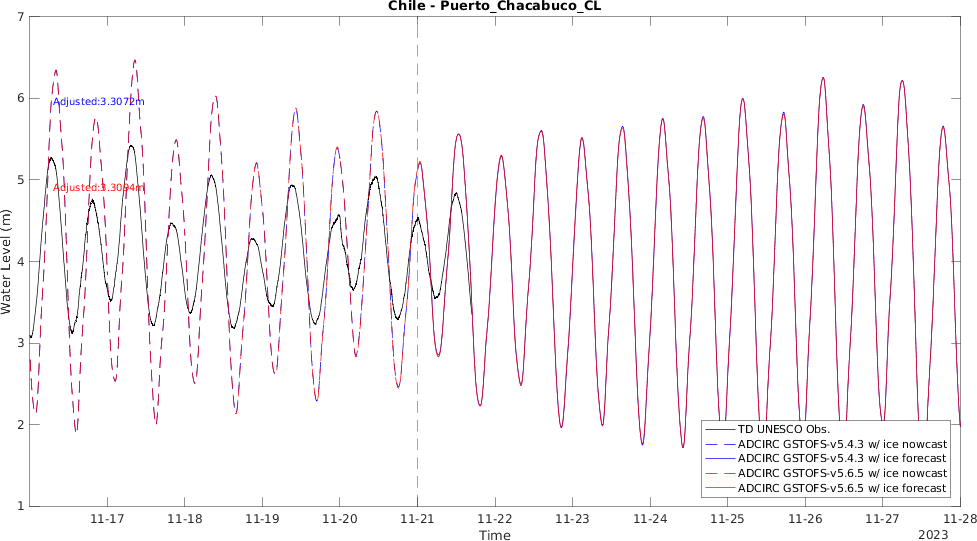 Chile - Puerto_Chacabuco_CL
7
6
5
4
3
2
1
Water Level (m)
Adjusted:3.3072m
Adjusted:3.3094m
TD UNESCO Obs.
ADCIRC GSTOFS-v5.4.3 w/ ice nowcast
ADCIRC GSTOFS-v5.4.3 w/ ice forecast
ADCIRC GSTOFS-v5.6.5 w/ ice nowcast
ADCIRC GSTOFS-v5.6.5 w/ ice forecast
11-17 11-18 11-19 11-20 11-21 11-22 11-23 11-24 11-25 11-26 11-27 11-28
Time
2023